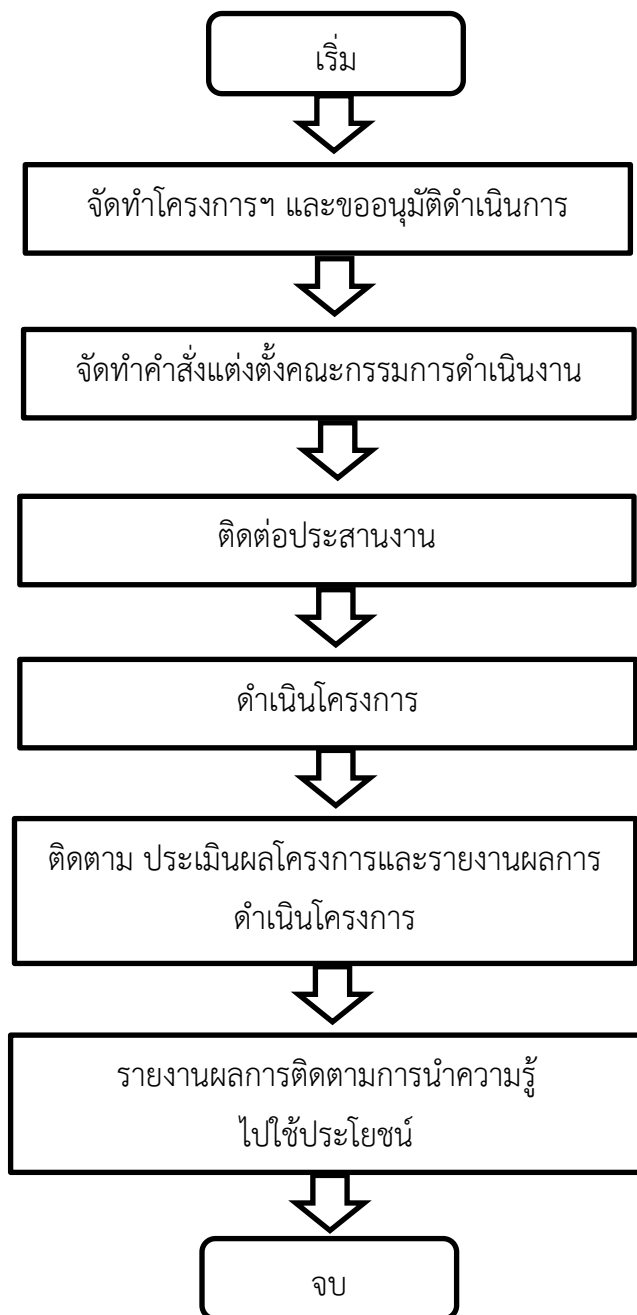 เริ่ม
จัดทำโครงการฯ และขออนุมัติดำเนินการ
จัดทำคำสั่งแต่งตั้งคณะกรรมการดำเนินงาน
ติดต่อประสานงาน
ดำเนินโครงการ
ติดตาม ประเมินผลโครงการและรายงานผลการ
ดำเนินโครงการ
รายงานผลการติดตามการนำความรู้
ไปใช้ประโยชน์
จบ